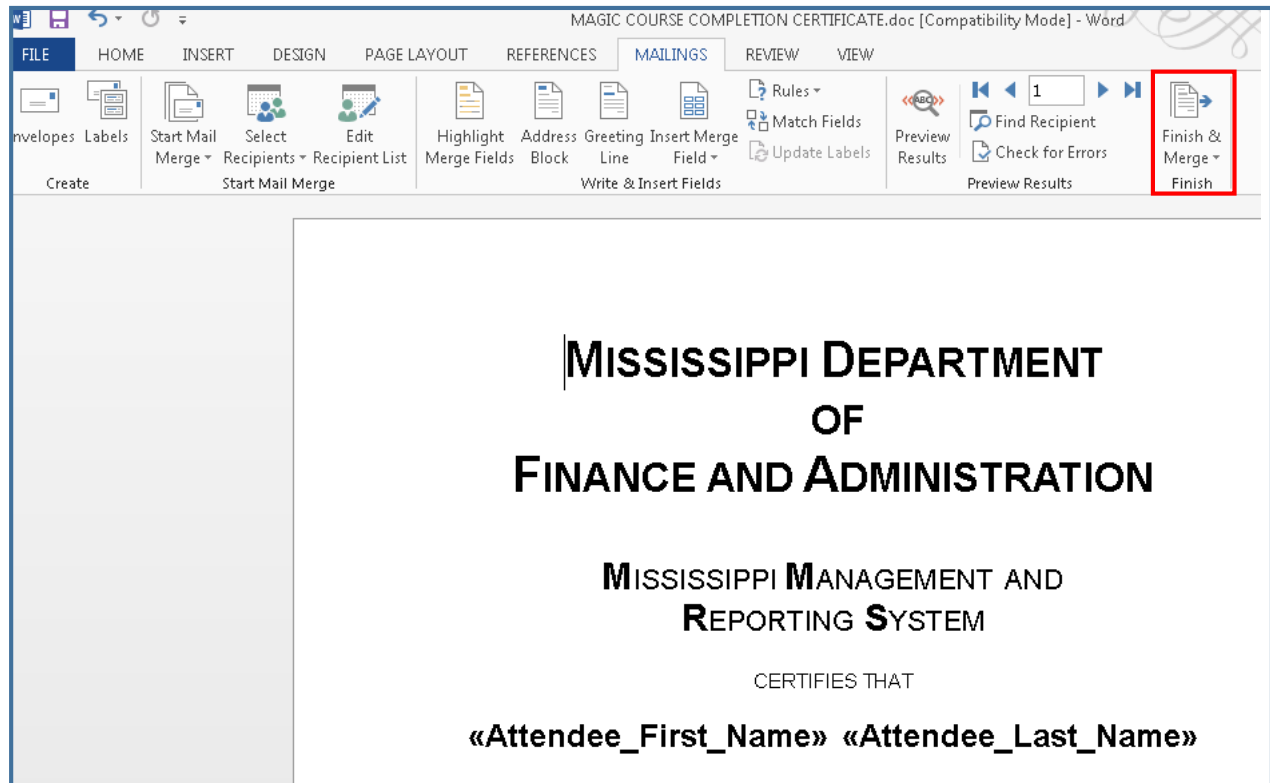 MAGIC COURSE COMPLETION CERTIFICATE.doc [Compatibility Mode] - Word
FILE HOME INSERT DESIGN PAGE LAYOUT REFERENCES MAILINGS REVIEW VIEW
nvelopes Labels Start Mail Merge Select Recipients Edit Recipient List Highlight Merge Fields Address Block Greeting Line Insert Merge Field Rules Match Fields Update Labels «ABC» Preview Results 1 Find Recipient Check for Errors Finish & Merge
Create Start Mail Merge Write & Insert Fields Preview Results Finish
MISSISSIPPI DEPARTMENT
OF
FINANCE AND ADMINISTRATION
MISSISSIPPI MANAGEMENT AND
REPORTING SYSTEM
CERTIFIES THAT
«Attendee_First_Name» «Attendee_Last_Name»